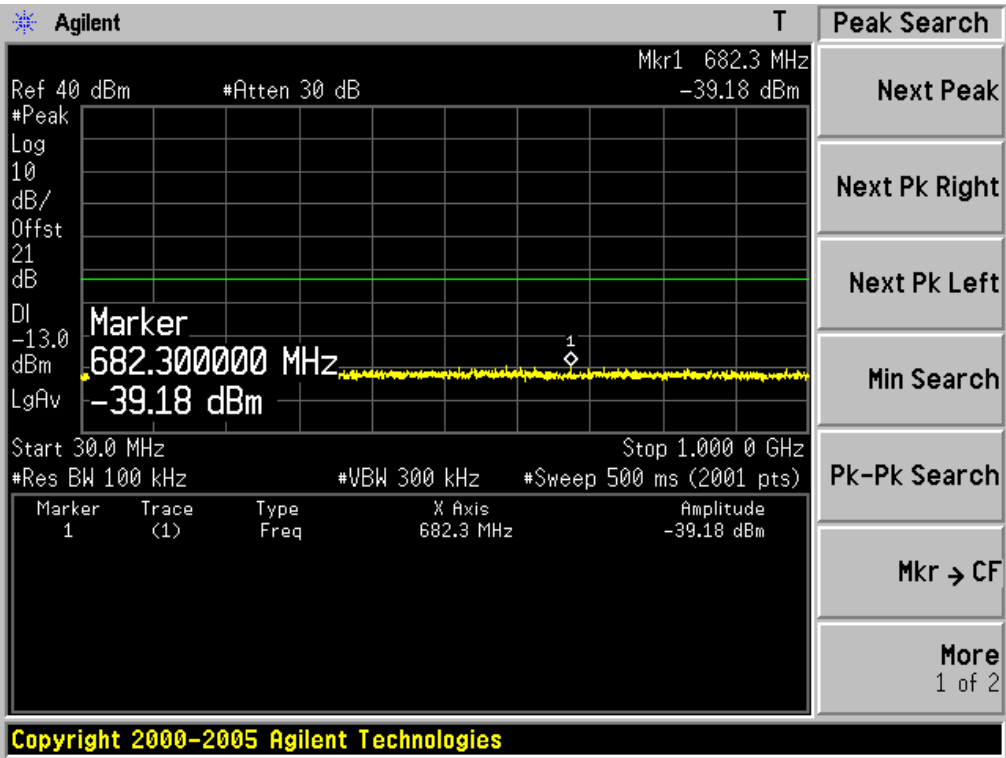 Agilent T Peak Search
Mkr1 682.3 MHz
Ref 40 dBm #Atten 30 dB -39.18 dBm
#Peak
Log
10
dB/
Offst
21
dB
DI
-13.0
dBm
LgAv
1
Marker
682.300000 MHz
-39.18 dBm
Start 30.0 MHz Stop 1.000 0 GHz
#Res BW 100 kHz #VBW 300 kHz #Sweep 500 ms (2001 pts)
Marker Trace Type X Axis Amplitude
1 (1) Freq 682.3 MHz -39.18 dBm
Next Peak
Next Pk Right
Next Pk Left
Min Search
Pk-Pk Search
Mkr → CF
More
1 of 2
Copyright 2000-2005 Agilent Technologies